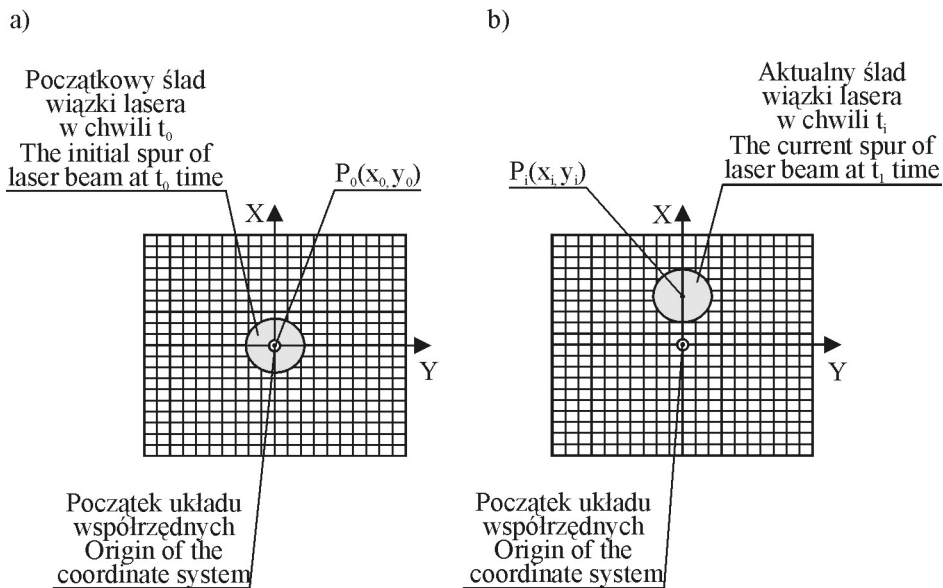 a)
Początkowy ślad
wiązki lasera
w chwili t₀
The initial spur of
laser beam at t₀ time
P₀(x₀,y₀)
X
Y
Początek układu
współrzędnych
Origin of the
coordinate system
b)
Aktualny ślad
wiązki lasera
w chwili tᵢ
The current spur of
laser beam at t₁ time
Pᵢ(xᵢ,yᵢ)
X
Y
Początek układu
współrzędnych
Origin of the
coordinate system